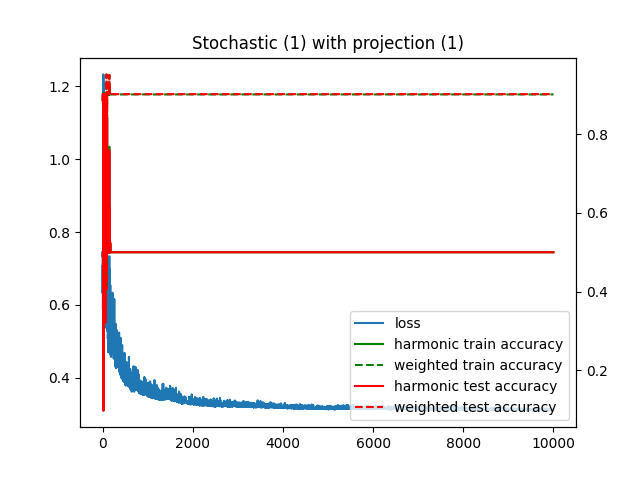 Stochastic (1) with projection (1)
1.2
1.0
0.8
0.6
0.4
0.8
0.6
0.4
0.2
loss
harmonic train accuracy
weighted train accuracy
harmonic test accuracy
weighted test accuracy
0 2000 4000 6000 8000 10000